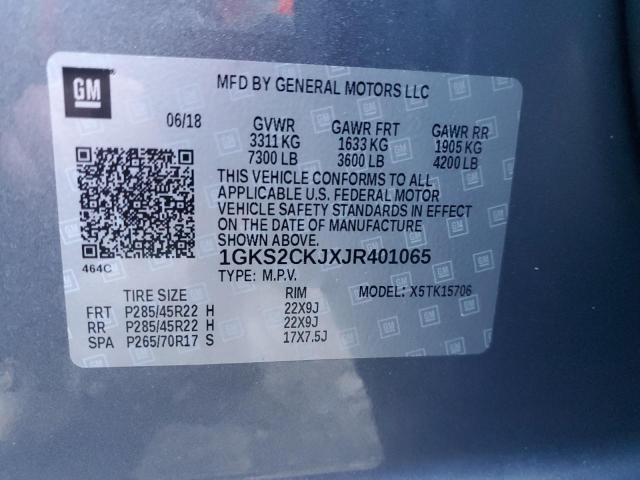 GM
MFD BY GENERAL MOTORS LLC
06/18
GVWR GAWR FRT GAWR RR
3311 KG 1633 KG 1905 KG
7300 LB 3600 LB 4200 LB
THIS VEHICLE CONFORMS TO ALL
APPLICABLE U.S. FEDERAL MOTOR
VEHICLE SAFETY STANDARDS IN EFFECT
ON THE DATE OF MANUFACTURE
SHOWN ABOVE.
464C
1GKS2CKJXJR401065
TYPE: M.P.V.
TIRE SIZE RIM MODEL: X5TK15706
FRT P285/45R22 H 22X9J
RR P285/45R22 H 22X9J
SPA P265/70R17 S 17X7.5J